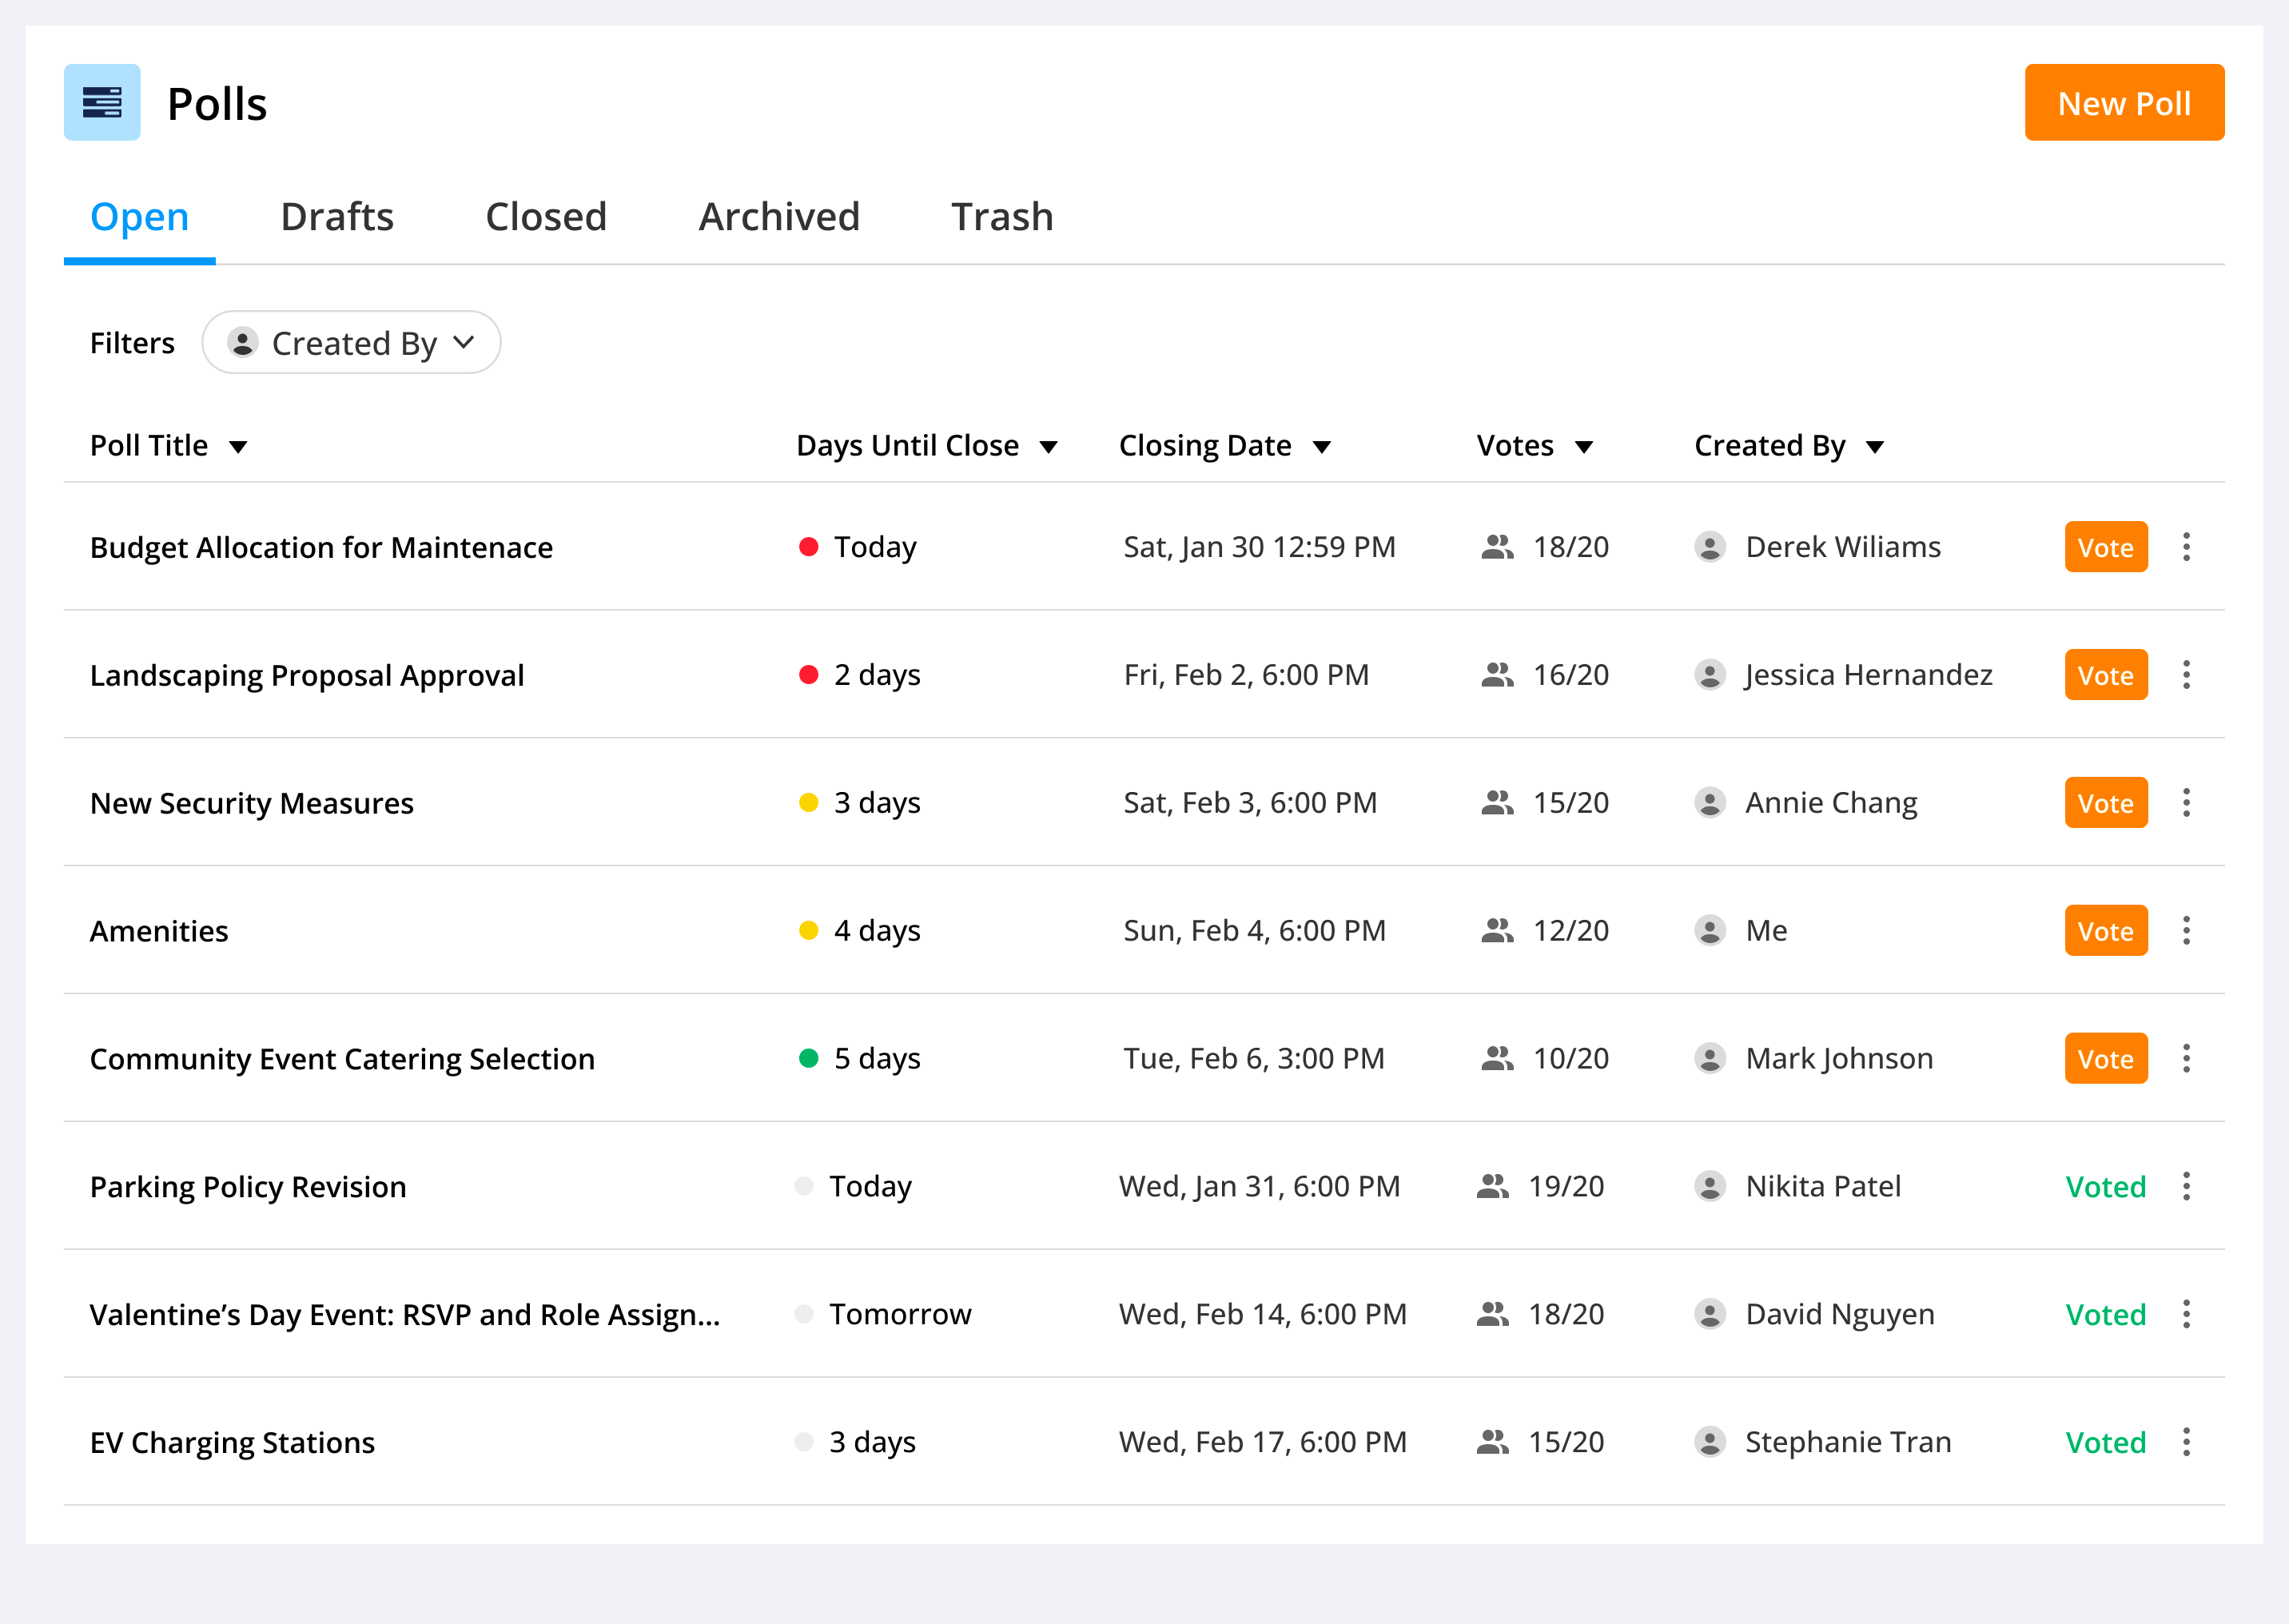 Polls
New Poll
Open Drafts Closed Archived Trash
Filters Created By
Poll Title Days Until Close Closing Date Votes Created By
Budget Allocation for Maintenace Today Sat, Jan 30 12:59 PM 18/20 Derek Wiliams Vote
Landscaping Proposal Approval 2 days Fri, Feb 2, 6:00 PM 16/20 Jessica Hernandez Vote
New Security Measures 3 days Sat, Feb 3, 6:00 PM 15/20 Annie Chang Vote
Amenities 4 days Sun, Feb 4, 6:00 PM 12/20 Me Vote
Community Event Catering Selection 5 days Tue, Feb 6, 3:00 PM 10/20 Mark Johnson Vote
Parking Policy Revision Today Wed, Jan 31, 6:00 PM 19/20 Nikita Patel Voted
Valentine’s Day Event: RSVP and Role Assign... Tomorrow Wed, Feb 14, 6:00 PM 18/20 David Nguyen Voted
EV Charging Stations 3 days Wed, Feb 17, 6:00 PM 15/20 Stephanie Tran Voted